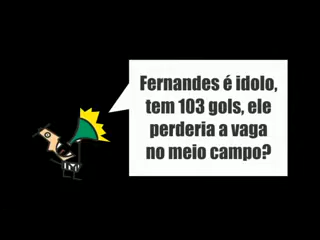 Fernandes é idolo,
tem 103 gols, ele
perderia a vaga
no meio campo?